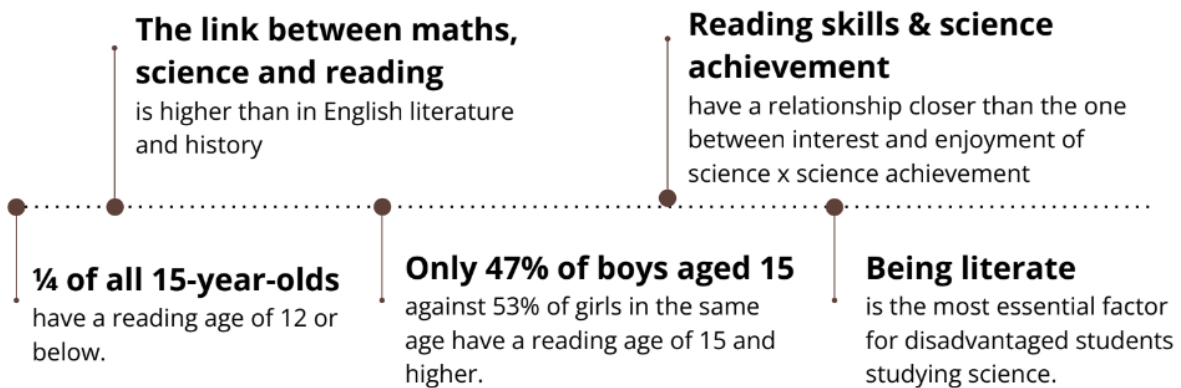 The link between maths,
science and reading
is higher than in English literature
and history
Reading skills & science
achievement
have a relationship closer than the one
between interest and enjoyment of
science x science achievement
¼ of all 15-year-olds
have a reading age of 12 or
below.
Only 47% of boys aged 15
against 53% of girls in the same
age have a reading age of 15 and
higher.
Being literate
is the most essential factor
for disadvantaged students
studying science.